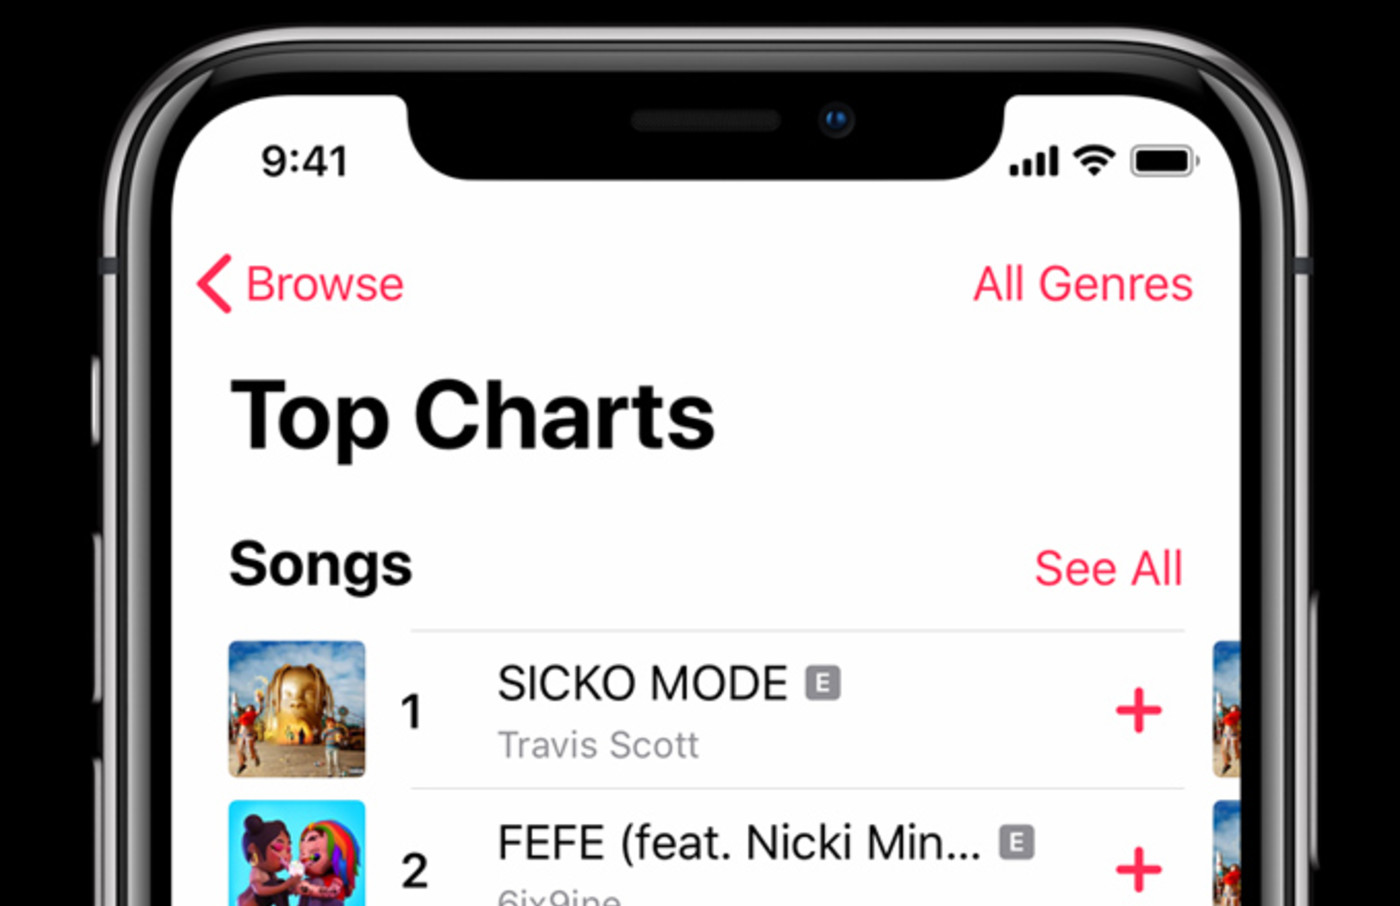 9:41
Browse
All Genres
Top Charts
Songs
See All
1
SICKO MODE E
Travis Scott
2
FEFE (feat. Nicki Min... E
6ix9ine